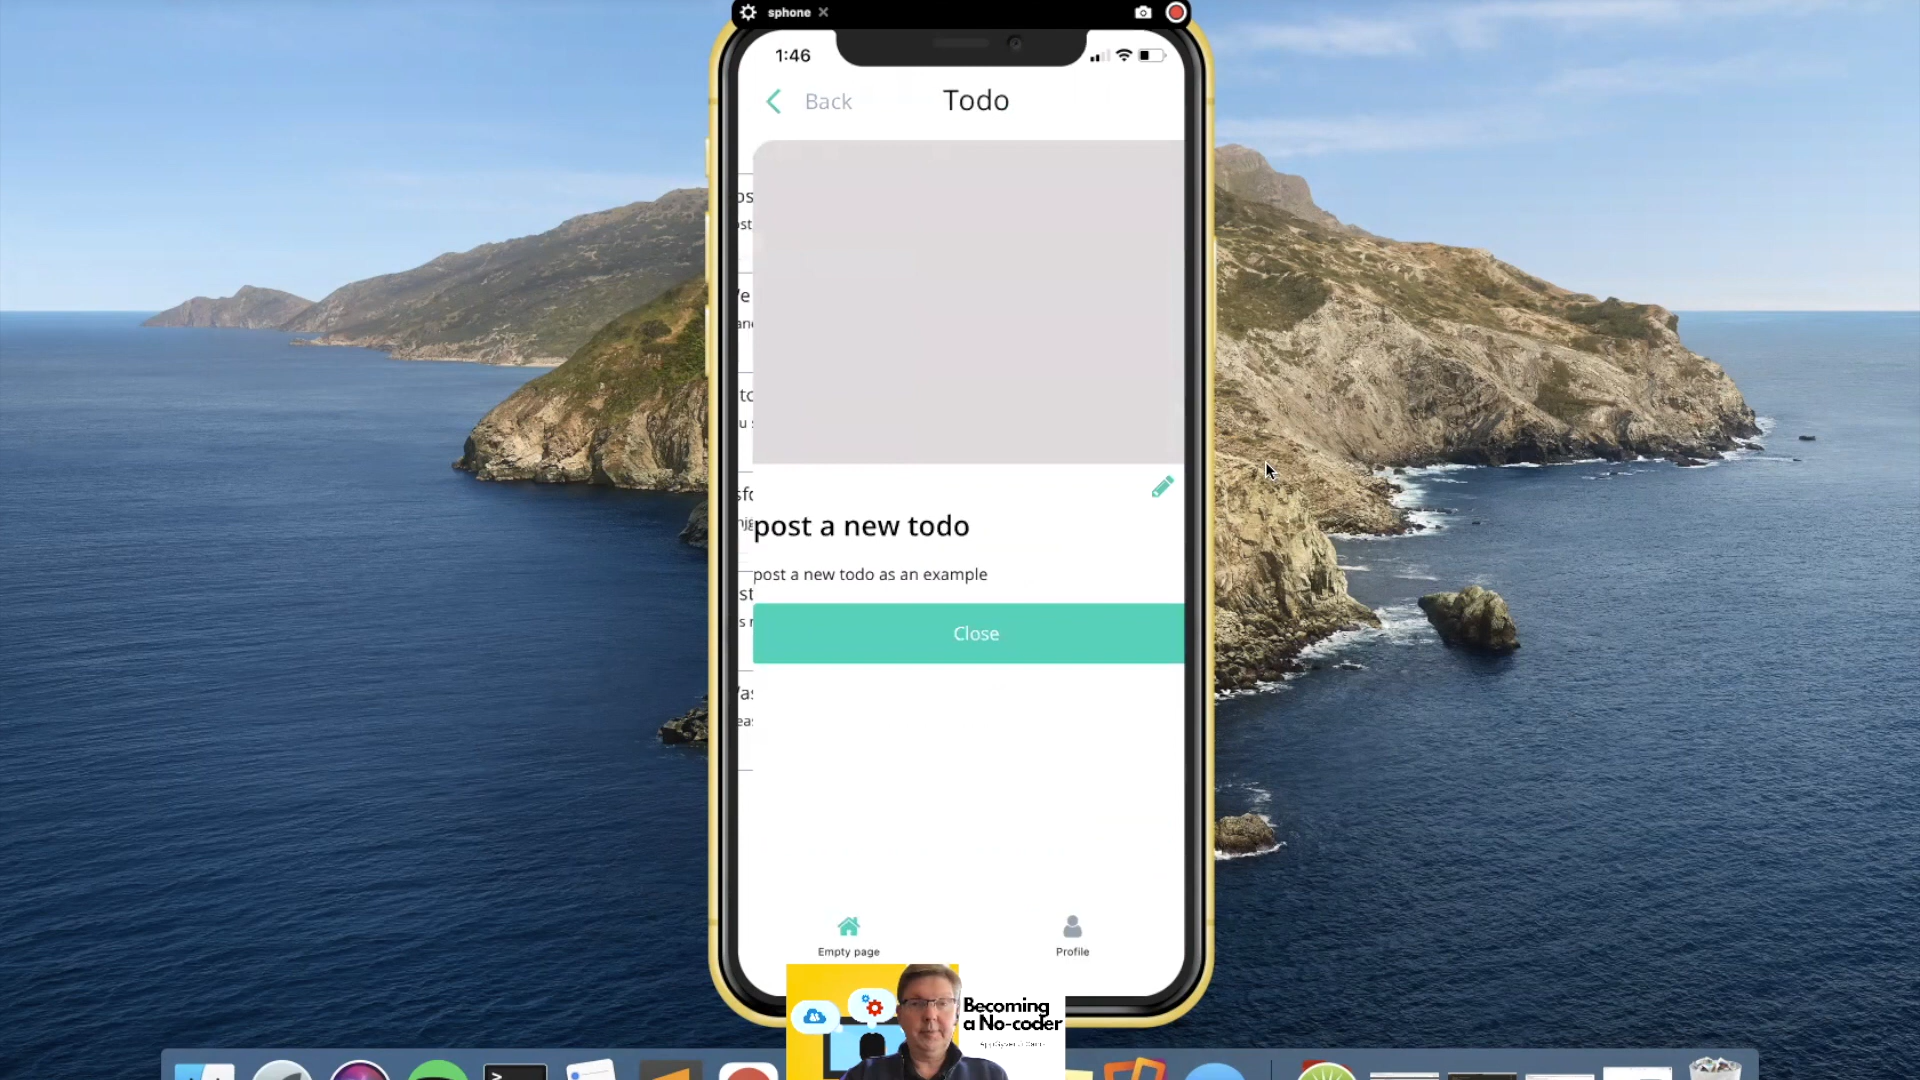 sphone
1:46
Back
Todo
post a new todo
post a new todo as an example
Close
Empty page
Profile
Becoming
a No-coder